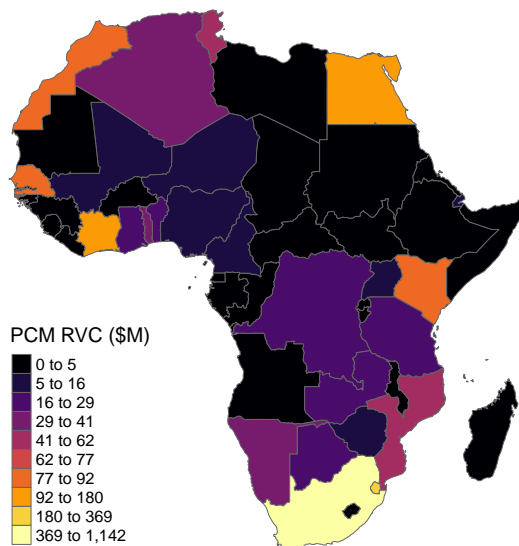 PCM RVC ($M)
0 to 5
5 to 16
16 to 29
29 to 41
41 to 62
62 to 77
77 to 92
92 to 180
180 to 369
369 to 1,142